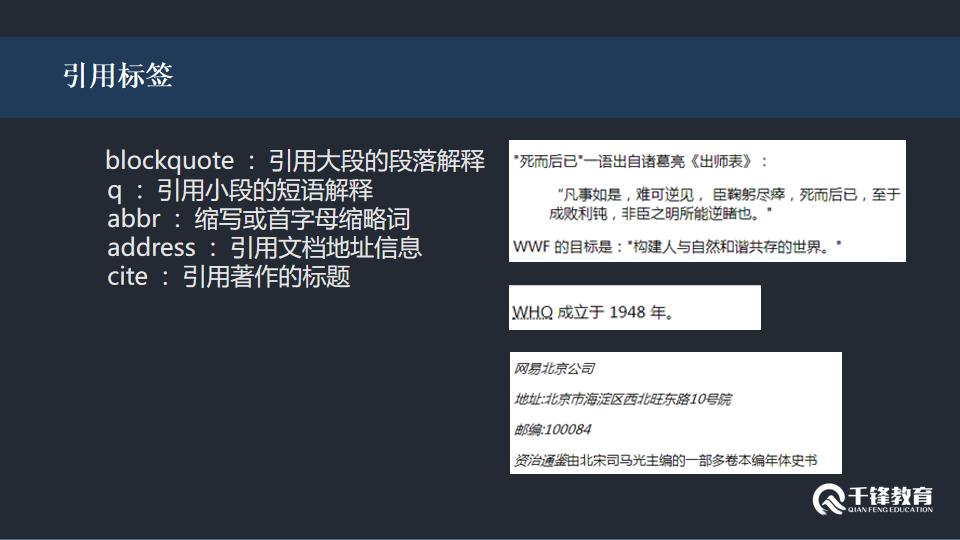 引用标签
blockquote ： 引用大段的段落解释
q ： 引用小段的短语解释
abbr ： 缩写或首字母缩略词
address ： 引用文档地址信息
cite ： 引用著作的标题
"死而后已"一语出自诸葛亮《出师表》：
“凡事如是，难可逆见， 臣鞠躬尽瘁，死而后已，至于
成败利钝，非臣之明所能逆睹也。"
WWF 的目标是："构建人与自然和谐共存的世界。"
WHO 成立于 1948 年。
网易北京公司
地址:北京市海淀区西北旺东路10号院
邮编:100084
资治通鉴由北宋司马光主编的一部多卷本编年体史书
千锋教育
QIAN FENG EDUCATION